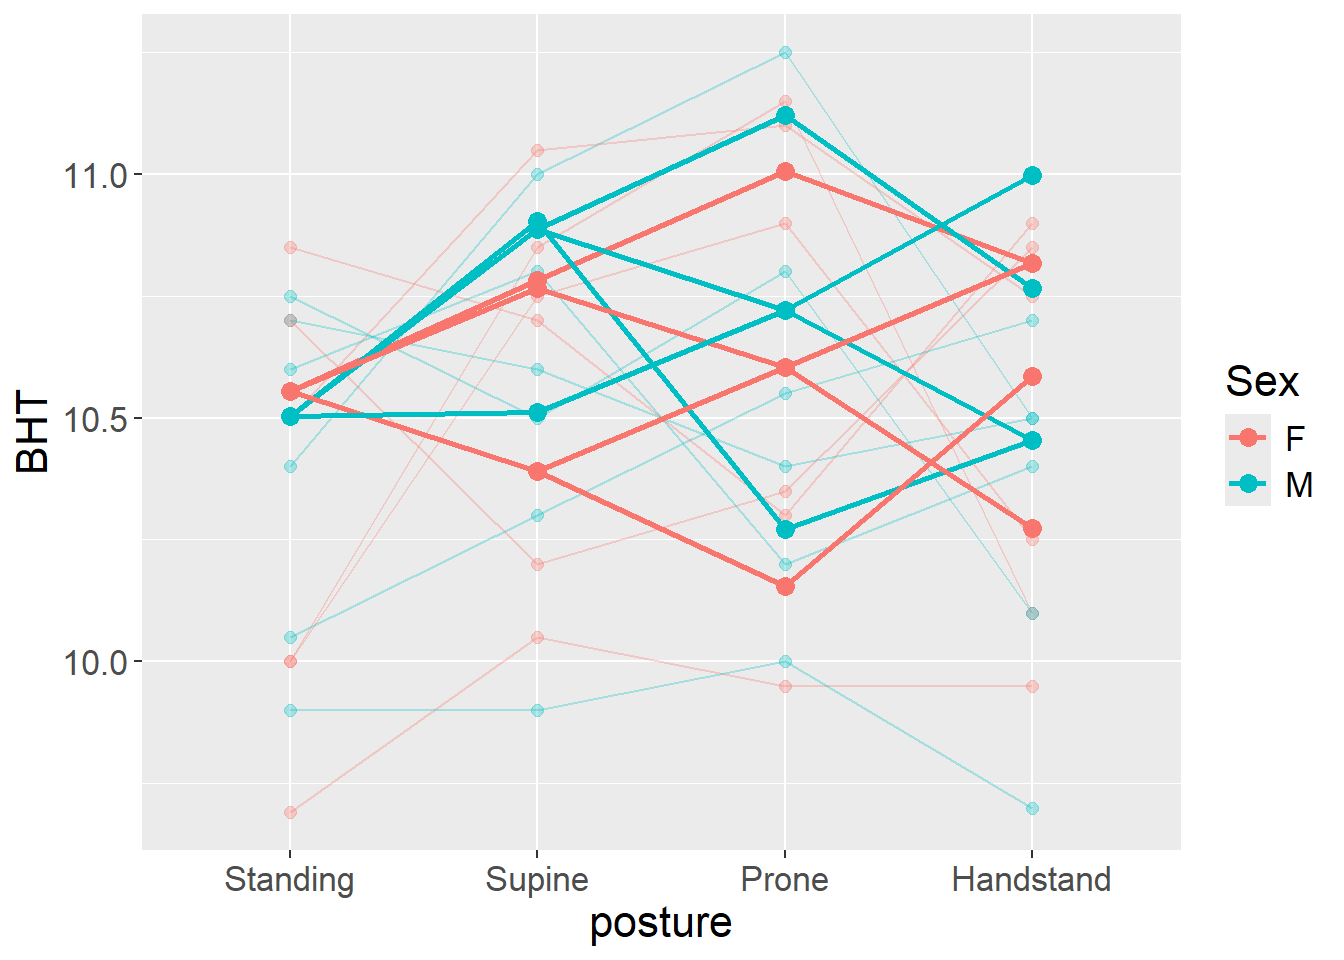 BHT
11.0
10.5
10.0
Standing
Supine
Prone
Handstand
posture
Sex
F
M